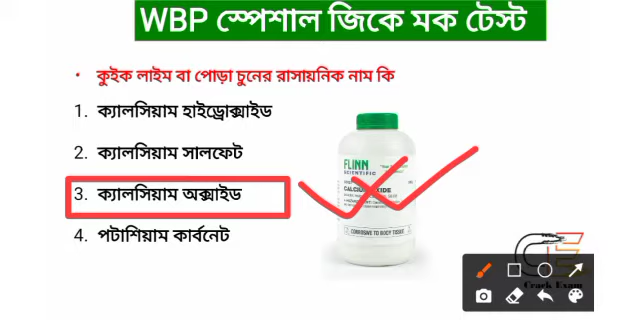 WBP স্পেশাল জিকে মক টেস্ট
• কুইক লাইম বা পোড়া চুনের রাসায়নিক নাম কি
1. ক্যালসিয়াম হাইড্রোক্সাইড
2. ক্যালসিয়াম সালফেট
3. ক্যালসিয়াম অক্সাইড
4. পটাশিয়াম কার্বনেট
FLINN
SCIENTIFIC
CORROSIVE TO BODY TISSUE
Crack Exam